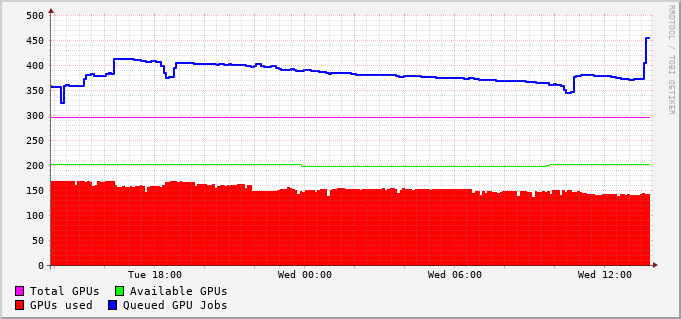 500
450
400
350
300
250
200
150
100
50
0
Tue 18:00 Wed 00:00 Wed 06:00 Wed 12:00
Total GPUs Available GPUs
GPUs used Queued GPU Jobs
RRDTOOL / TOBI OETIKER